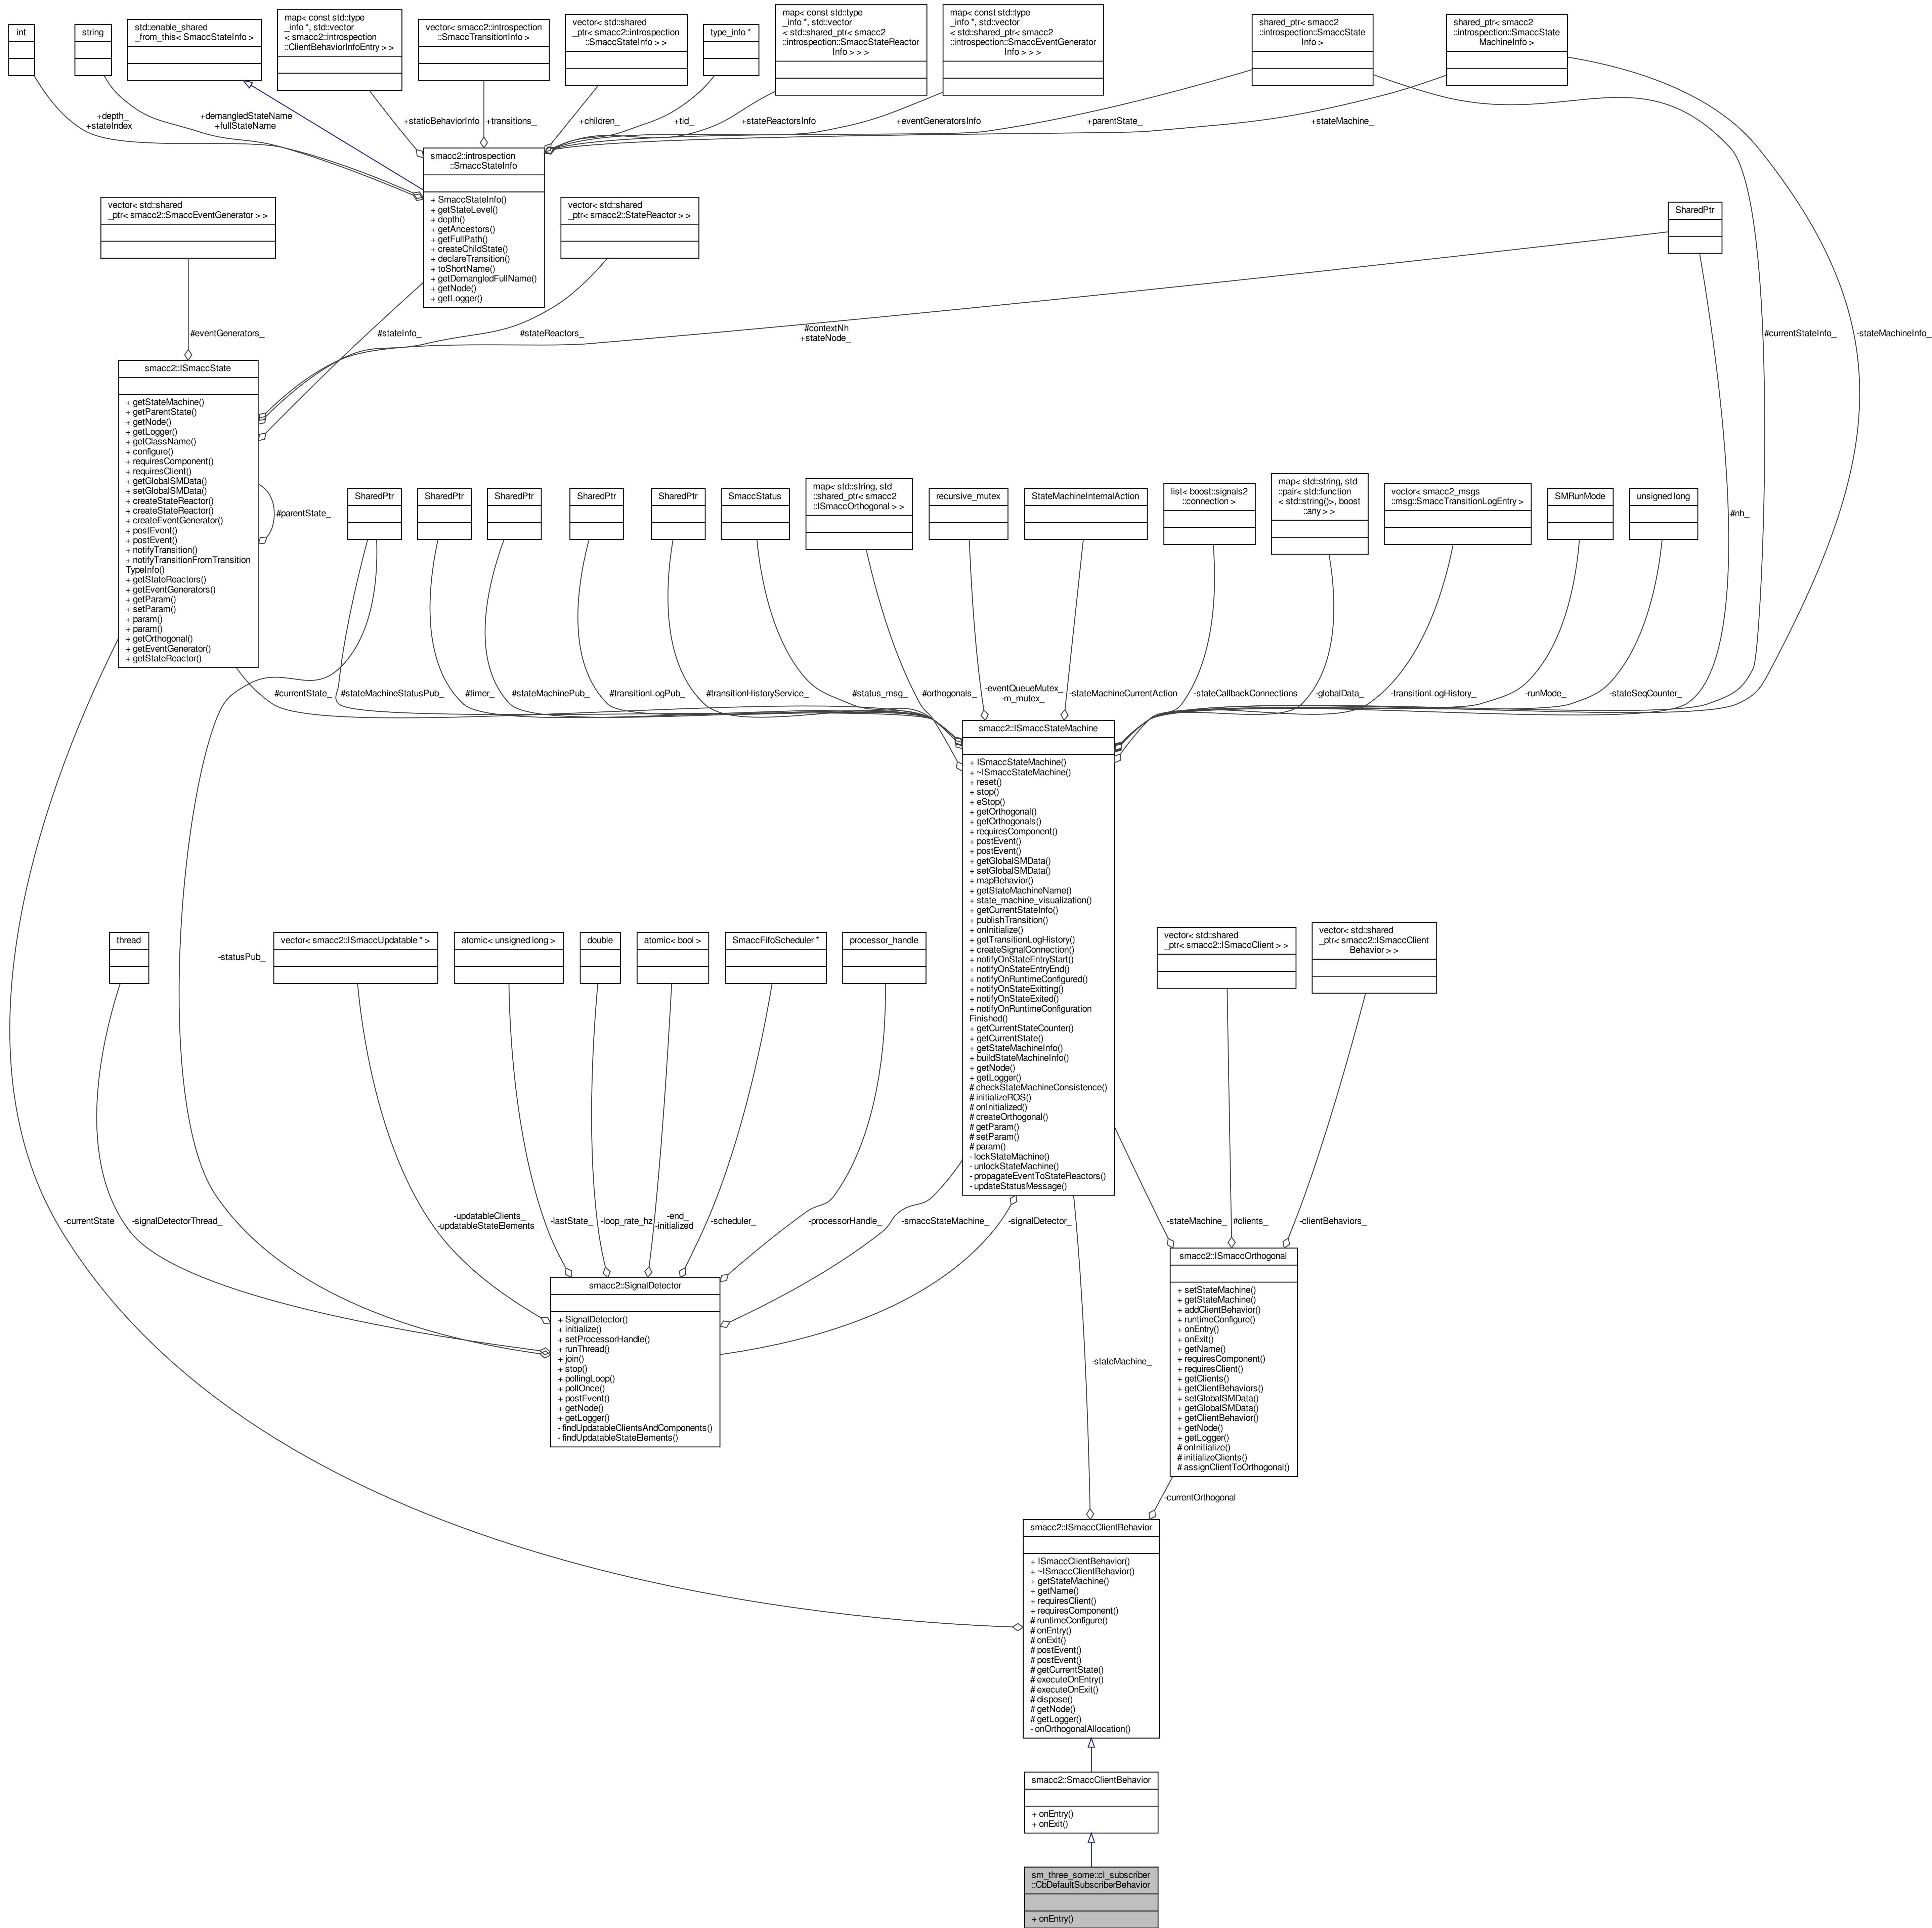 int
string
std::enable_shared
_from_this< SmaccStateInfo >
map< const std::type
_info *, std::vector
< smacc2::introspection
::ClientBehaviorInfoEntry > >
vector< smacc2::introspection
::SmaccTransitionInfo >
vector< std::shared
_ptr< smacc2::introspection
::SmaccStateInfo > >
type_info *
map< const std::type
_info *, std::vector
< std::shared_ptr< smacc2
::introspection::SmaccStateReactor
Info > > >
map< const std::type
_info *, std::vector
< std::shared_ptr< smacc2
::introspection::SmaccEventGenerator
Info > > >
shared_ptr< smacc2
::introspection::SmaccState
Info >
shared_ptr< smacc2
::introspection::SmaccState
MachineInfo >
+depth_
+stateIndex_
+demangledStateName
+fullStateName
+staticBehaviorInfo
+transitions_
+children_
+tid_
+stateReactorsInfo
+eventGeneratorsInfo
+parentState_
+stateMachine_
smacc2::introspection
::SmaccStateInfo
+ SmaccStateInfo()
+ getStateLevel()
+ depth()
+ getAncestors()
+ getFullPath()
+ createChildState()
+ declareTransition()
+ toShortName()
+ getDemangledFullName()
+ getNode()
+ getLogger()
vector< std::shared
_ptr< smacc2::SmaccEventGenerator > >
vector< std::shared
_ptr< smacc2::StateReactor > >
SharedPtr
#eventGenerators_
#stateInfo_
#stateReactors_
#contextNh
+stateNode_
#currentStateInfo_
-stateMachineInfo_
smacc2::ISmaccState
+ getStateMachine()
+ getParentState()
+ getNode()
+ getLogger()
+ getClassName()
+ configure()
+ requiresComponent()
+ requiresClient()
+ getGlobalSMData()
+ setGlobalSMData()
+ createStateReactor()
+ createStateReactor()
+ createEventGenerator()
+ postEvent()
+ postEvent()
+ notifyTransition()
+ notifyTransitionFromTransition
TypeInfo()
+ getStateReactors()
+ getEventGenerators()
+ getParam()
+ setParam()
+ param()
+ param()
+ getOrthogonal()
+ getEventGenerator()
+ getStateReactor()
#parentState_
SharedPtr
SharedPtr
SharedPtr
SharedPtr
SharedPtr
SmaccStatus
map< std::string, std
::shared_ptr< smacc2
::ISmaccOrthogonal > >
recursive_mutex
StateMachineInternalAction
list< boost::signals2
::connection >
map< std::string, std
::pair< std::function
< std::string()>, boost
::any > >
vector< smacc2_msgs
::msg::SmaccTransitionLogEntry >
SMRunMode
unsigned long
#nh_
#currentState_
#stateMachineStatusPub_
#timer_
#stateMachinePub_
#transitionLogPub_
#transitionHistoryService_
#status_msg_
#orthogonals_
-eventQueueMutex_
-m_mutex_
-stateMachineCurrentAction
-stateCallbackConnections
-globalData_
-transitionLogHistory_
-runMode_
-stateSeqCounter_
smacc2::ISmaccStateMachine
+ ISmaccStateMachine()
+ ~ISmaccStateMachine()
+ reset()
+ stop()
+ eStop()
+ getOrthogonal()
+ getOrthogonals()
+ requiresComponent()
+ postEvent()
+ postEvent()
+ getGlobalSMData()
+ setGlobalSMData()
+ mapBehavior()
+ getStateMachineName()
+ state_machine_visualization()
+ getCurrentStateInfo()
+ publishTransition()
+ onInitialize()
+ getTransitionLogHistory()
+ createSignalConnection()
+ notifyOnStateEntryStart()
+ notifyOnStateEntryEnd()
+ notifyOnRuntimeConfigured()
+ notifyOnStateExitting()
+ notifyOnStateExited()
+ notifyOnRuntimeConfiguration
Finished()
+ getCurrentStateCounter()
+ getCurrentState()
+ getStateMachineInfo()
+ buildStateMachineInfo()
+ getNode()
+ getLogger()
# checkStateMachineConsistence()
# initializeROS()
# onInitialized()
# createOrthogonal()
# getParam()
# setParam()
# param()
- lockStateMachine()
- unlockStateMachine()
- propagateEventToStateReactors()
- updateStatusMessage()
thread
-statusPub_
vector< smacc2::ISmaccUpdatable * >
atomic< unsigned long >
double
atomic< bool >
SmaccFifoScheduler *
processor_handle
vector< std::shared
_ptr< smacc2::ISmaccClient > >
vector< std::shared
_ptr< smacc2::ISmaccClient
Behavior > >
-currentState
-signalDetectorThread_
-updatableClients_
-updatableStateElements_
-lastState_
-loop_rate_hz
-end_
-initialized_
-scheduler_
-processorHandle_
-smaccStateMachine_
-signalDetector_
-stateMachine_
#clients_
-clientBehaviors_
smacc2::SignalDetector
+ SignalDetector()
+ initialize()
+ setProcessorHandle()
+ runThread()
+ join()
+ stop()
+ pollingLoop()
+ pollOnce()
+ postEvent()
+ getNode()
+ getLogger()
- findUpdatableClientsAndComponents()
- findUpdatableStateElements()
smacc2::ISmaccOrthogonal
+ setStateMachine()
+ getStateMachine()
+ addClientBehavior()
+ runtimeConfigure()
+ onEntry()
+ onExit()
+ getName()
+ requiresComponent()
+ requiresClient()
+ getClients()
+ getClientBehaviors()
+ setGlobalSMData()
+ getGlobalSMData()
+ getClientBehavior()
+ getNode()
+ getLogger()
# onInitialize()
# initializeClients()
# assignClientToOrthogonal()
-stateMachine_
-currentOrthogonal
smacc2::ISmaccClientBehavior
+ ISmaccClientBehavior()
+ ~ISmaccClientBehavior()
+ getStateMachine()
+ getName()
+ requiresClient()
+ requiresComponent()
# runtimeConfigure()
# onEntry()
# onExit()
# postEvent()
# postEvent()
# getCurrentState()
# executeOnEntry()
# executeOnExit()
# dispose()
# getNode()
# getLogger()
- onOrthogonalAllocation()
smacc2::SmaccClientBehavior
+ onEntry()
+ onExit()
sm_three_some::cl_subscriber
::CbDefaultSubscriberBehavior
+ onEntry()